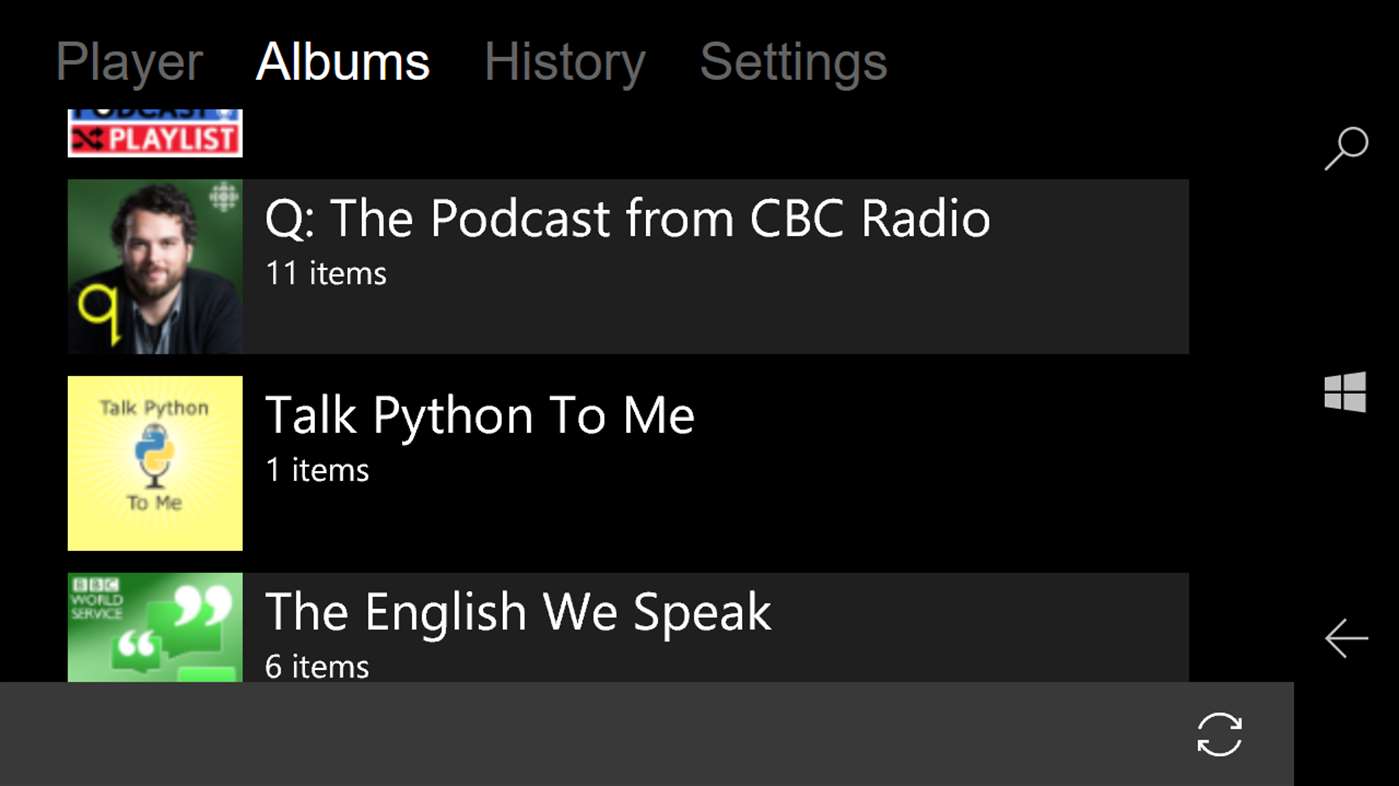 Player Albums History Settings
PODCAST
PLAYLIST
Q: The Podcast from CBC Radio
11 items
q
Talk Python
To Me
Talk Python To Me
1 items
BBC
WORLD
SERVICE
The English We Speak
6 items